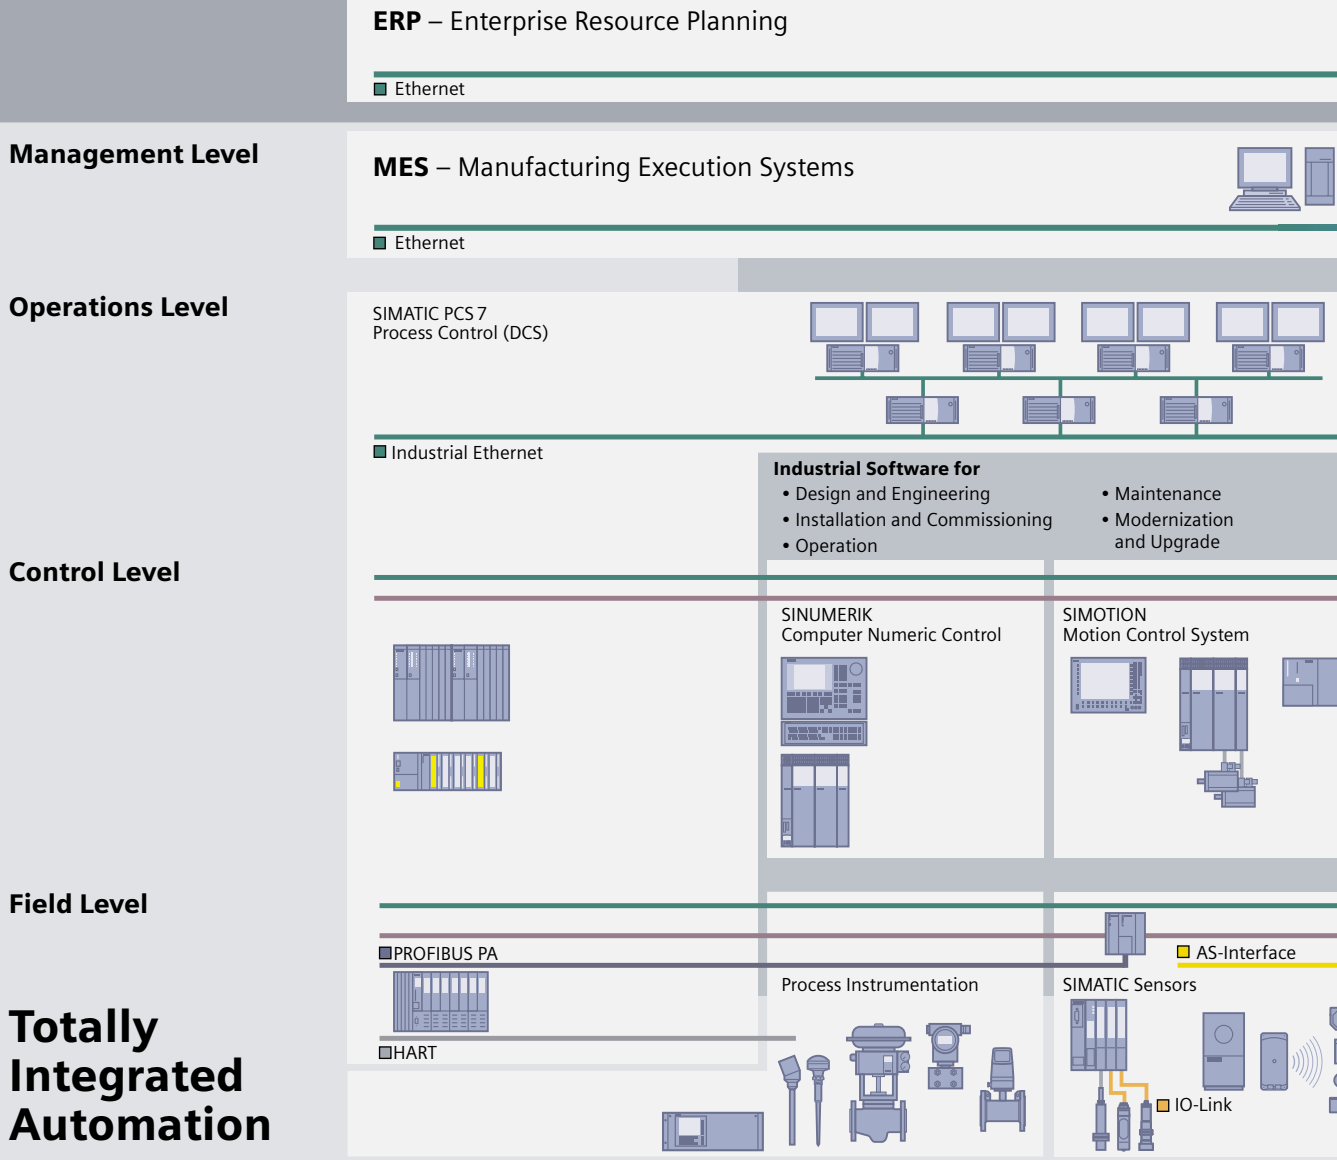 ERP – Enterprise Resource Planning
Ethernet
Management Level
MES – Manufacturing Execution Systems
Ethernet
Operations Level
SIMATIC PCS 7
Process Control (DCS)
Industrial Ethernet
Industrial Software for
• Design and Engineering
• Installation and Commissioning
• Operation
• Maintenance
• Modernization
and Upgrade
Control Level
SINUMERIK
Computer Numeric Control
SIMOTION
Motion Control System
Field Level
PROFIBUS PA
AS-Interface
Process Instrumentation
SIMATIC Sensors
HART
IO-Link
Totally
Integrated
Automation